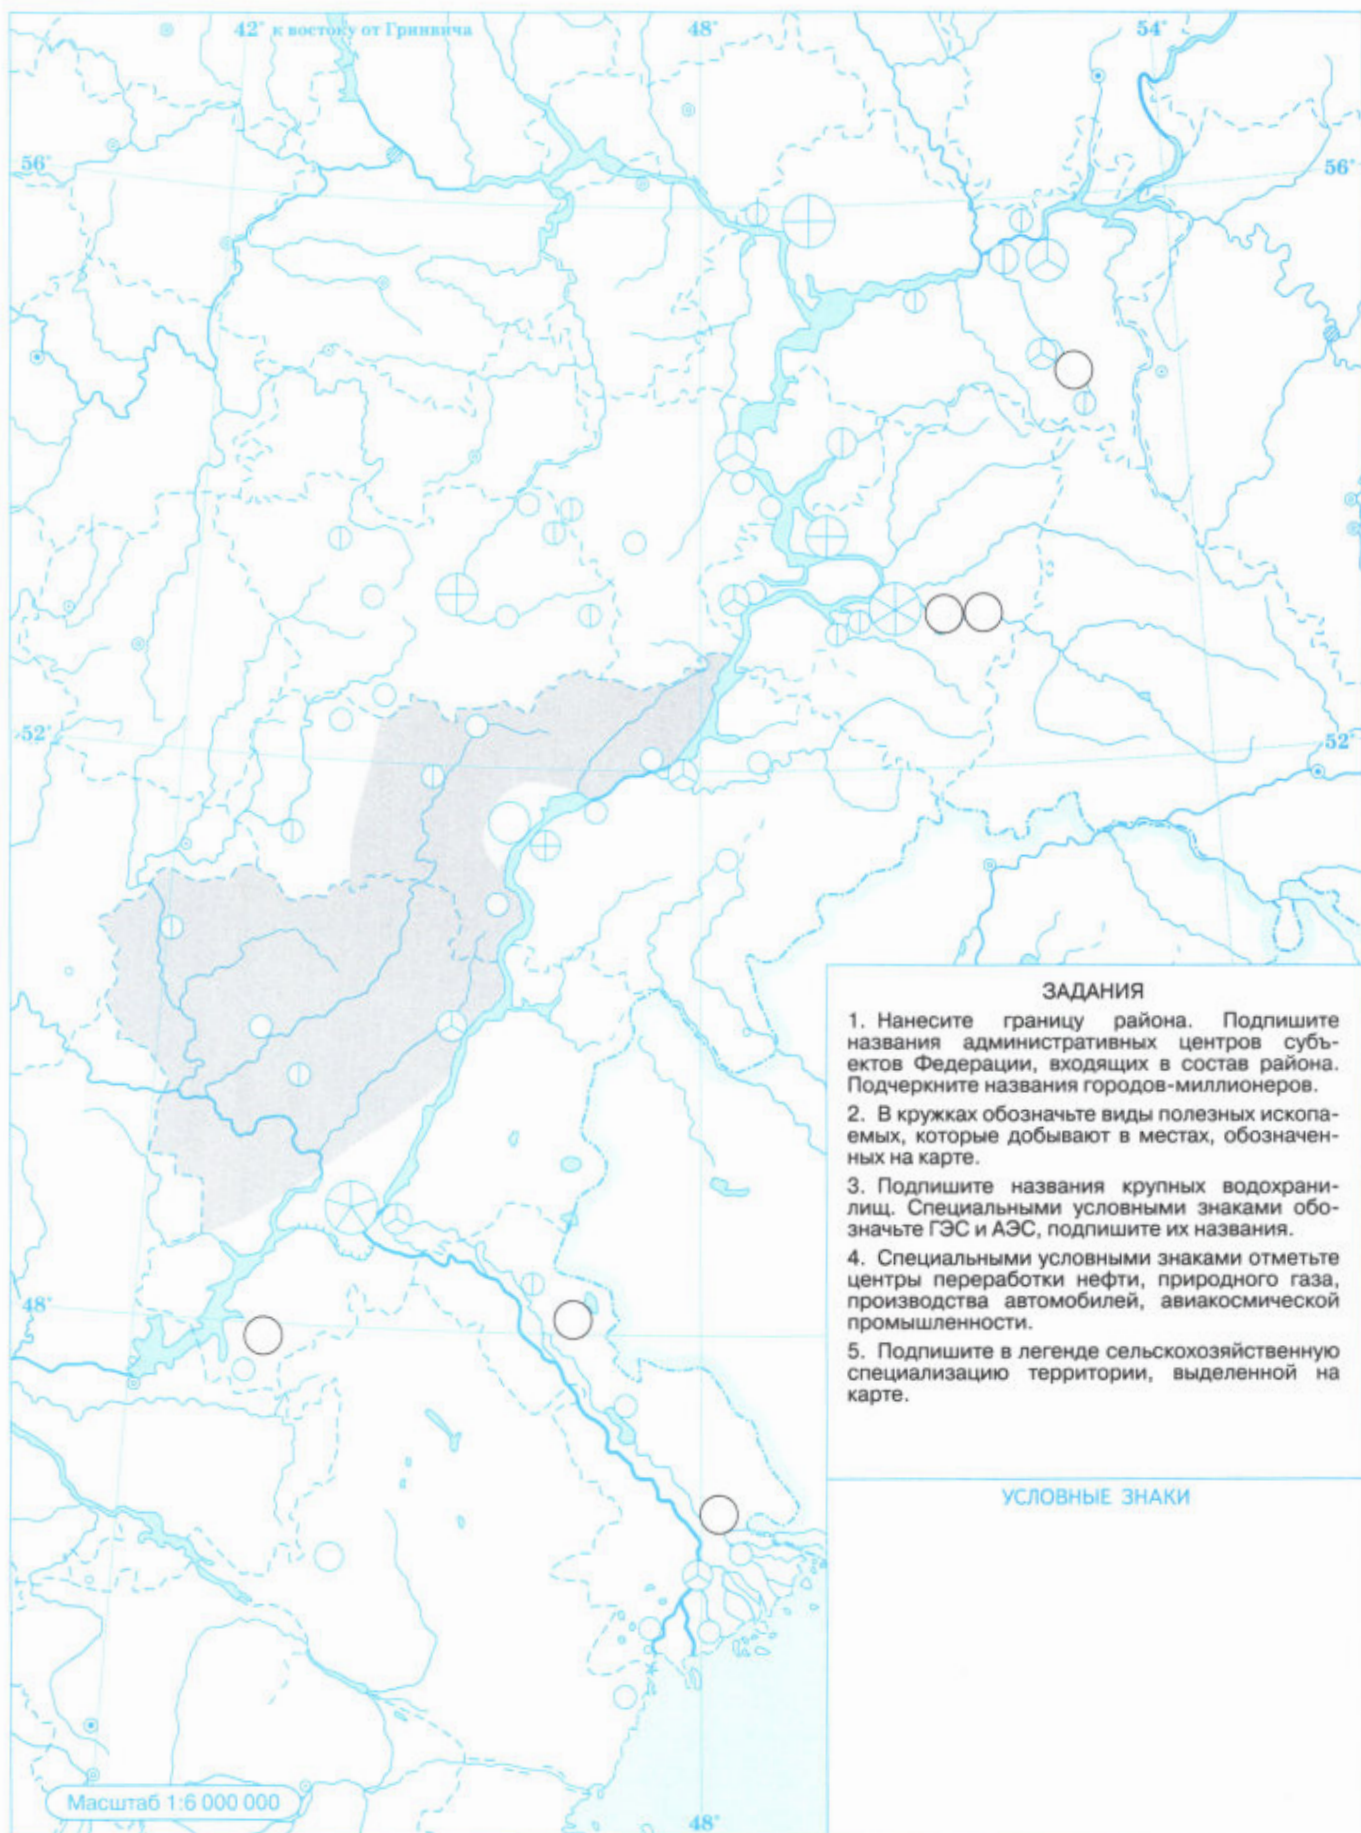 42° к востоку от Гринвича
48°
54°
56°
56°
52°
52°
48°
ЗАДАНИЯ
1. Нанесите границу района. Подпишите
названия административных центров субъ-
ектов Федерации, входящих в состав района.
Подчеркните названия городов-миллионеров.
2. В кружках обозначьте виды полезных ископа-
емых, которые добывают в местах, обозначен-
ных на карте.
3. Подпишите названия крупных водохрани-
лищ. Специальными условными знаками обо-
значьте ГЭС и АЭС, подпишите их названия.
4. Специальными условными знаками отметьте
центры переработки нефти, природного газа,
производства автомобилей, авиакосмической
промышленности.
5. Подпишите в легенде сельскохозяйственную
специализацию территории, выделенной на
карте.
УСЛОВНЫЕ ЗНАКИ
Масштаб 1:6 000 000
48°